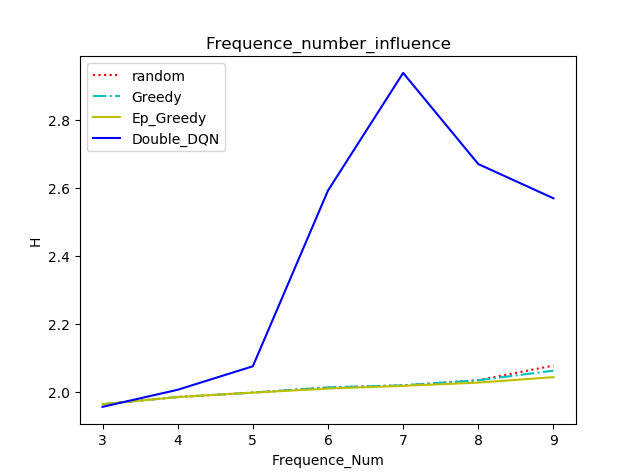 Frequence_number_influence
random
Greedy
Ep_Greedy
Double_DQN
H
2.8
2.6
2.4
2.2
2.0
3 4 5 6 7 8 9
Frequence_Num